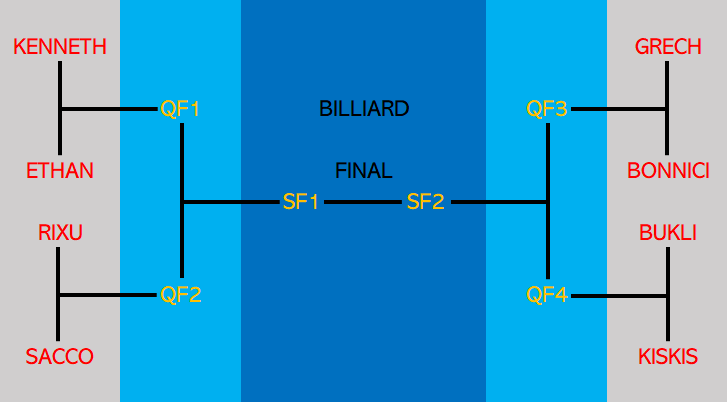 KENNETH
GRECH
QF1
BILLIARD
QF3
ETHAN
FINAL
BONNICI
SF1
SF2
RIXU
BUKLI
QF2
QF4
SACCO
KISKIS